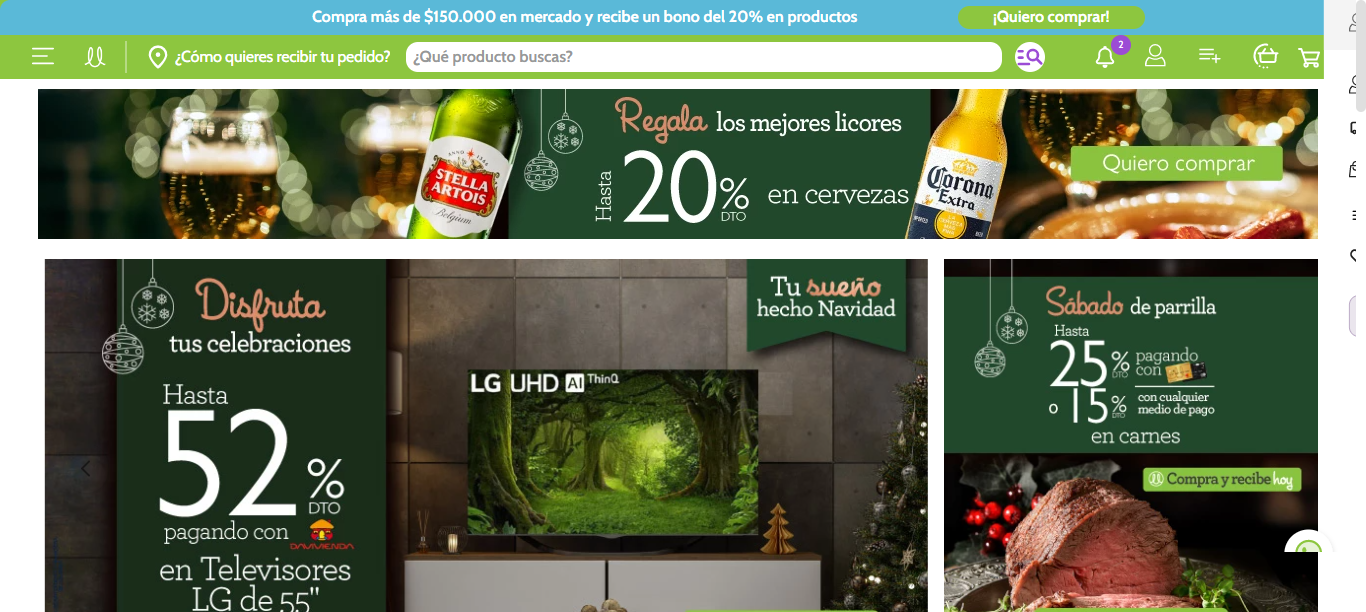 Compra más de $150.000 en mercado y recibe un bono del 20% en productos
¡Quiero comprar!
¿Cómo quieres recibir tu pedido?
¿Qué producto buscas?
2
Regala los mejores licores
Hasta
20%
DTO
en cervezas
Quiero comprar
ANNO 1366
STELLA
ARTOIS
Belgium
Corona
Extra
Disfruta
tus celebraciones
Hasta
52%
DTO
pagando con
DAVIVIENDA
en Televisores
LG de 55"
Tu sueño
hecho Navidad
LG UHD AI ThinQ
Sábado de parrilla
Hasta
25%
DTO
pagando
con
o 15%
DTO
con cualquier
medio de pago
en carnes
Compra y recibe hoy